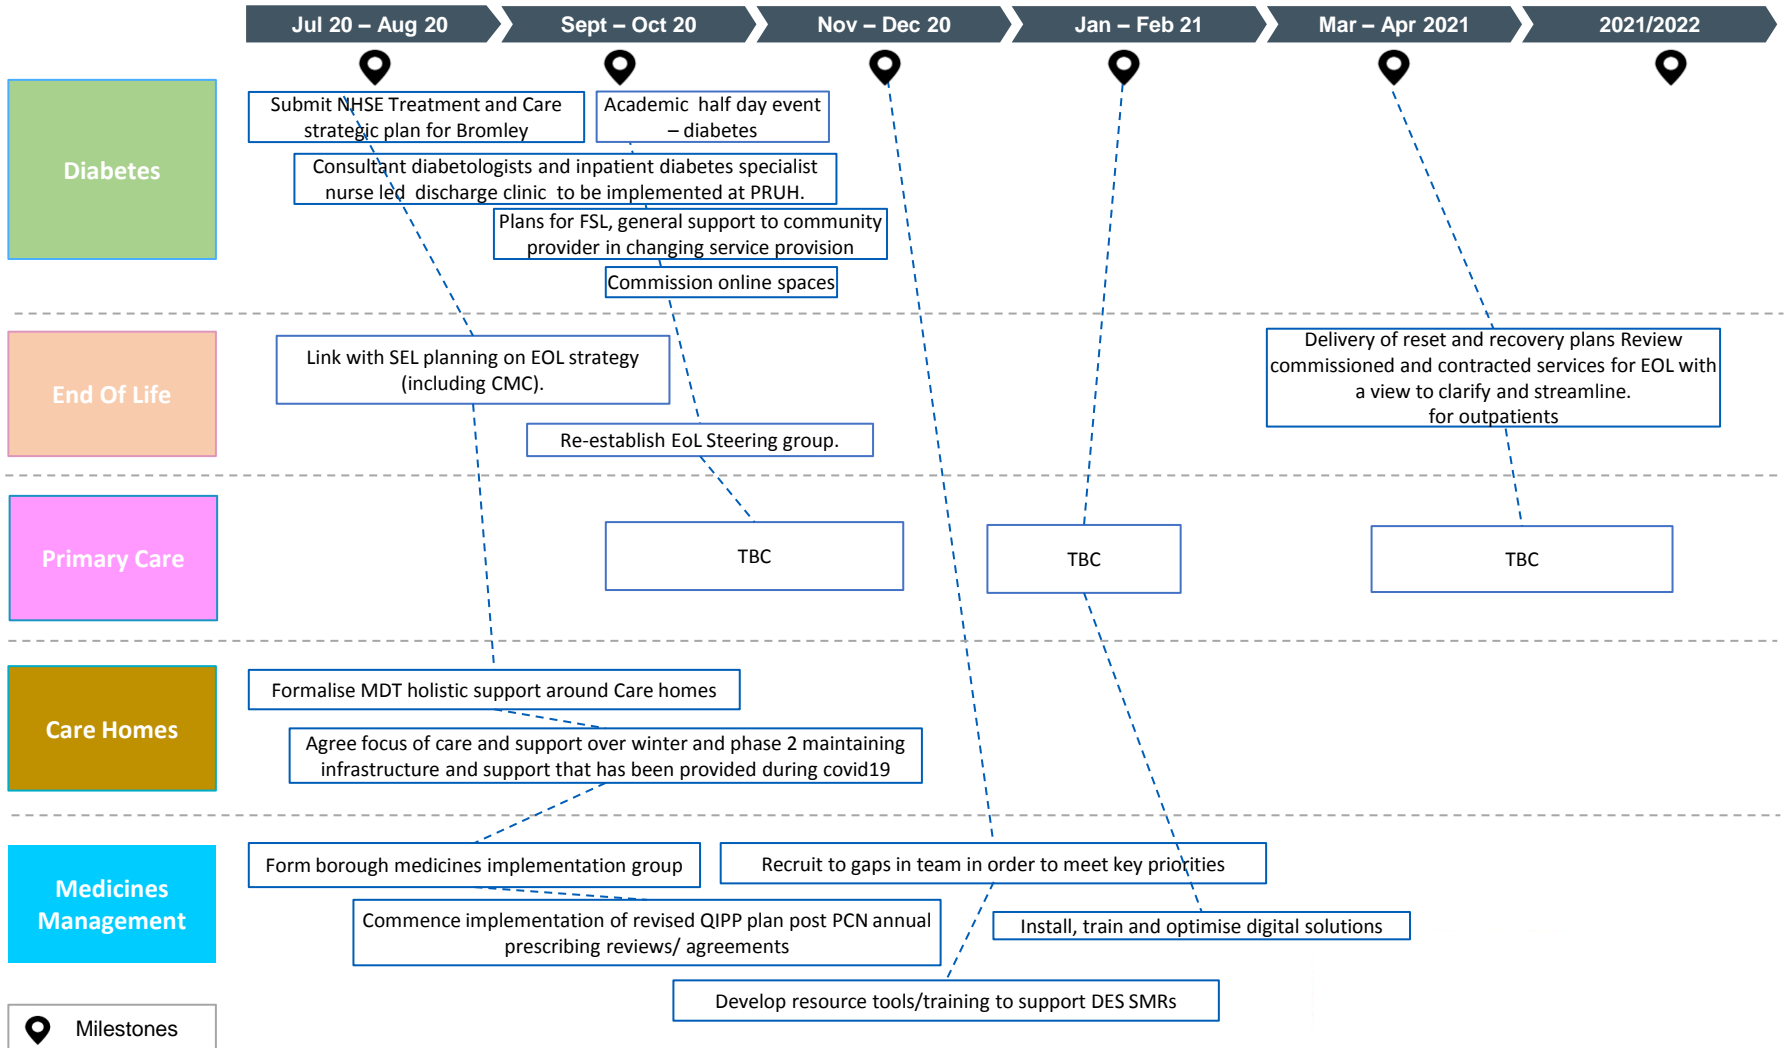 Jul 20 – Aug 20
Sept – Oct 20
Nov – Dec 20
Jan – Feb 21
Mar – Apr 2021
2021/2022
Diabetes
Submit NHSE Treatment and Care
strategic plan for Bromley
Academic half day event
– diabetes
Consultant diabetologists and inpatient diabetes specialist
nurse led discharge clinic to be implemented at PRUH.
Plans for FSL, general support to community
provider in changing service provision
Commission online spaces
End Of Life
Link with SEL planning on EOL strategy
(including CMC).
Re-establish EoL Steering group.
Delivery of reset and recovery plans Review
commissioned and contracted services for EOL with
a view to clarify and streamline.
for outpatients
Primary Care
TBC
TBC
TBC
Care Homes
Formalise MDT holistic support around Care homes
Agree focus of care and support over winter and phase 2 maintaining
infrastructure and support that has been provided during covid19
Medicines
Management
Form borough medicines implementation group
Recruit to gaps in team in order to meet key priorities
Commence implementation of revised QIPP plan post PCN annual
prescribing reviews/ agreements
Install, train and optimise digital solutions
Develop resource tools/training to support DES SMRs
Milestones